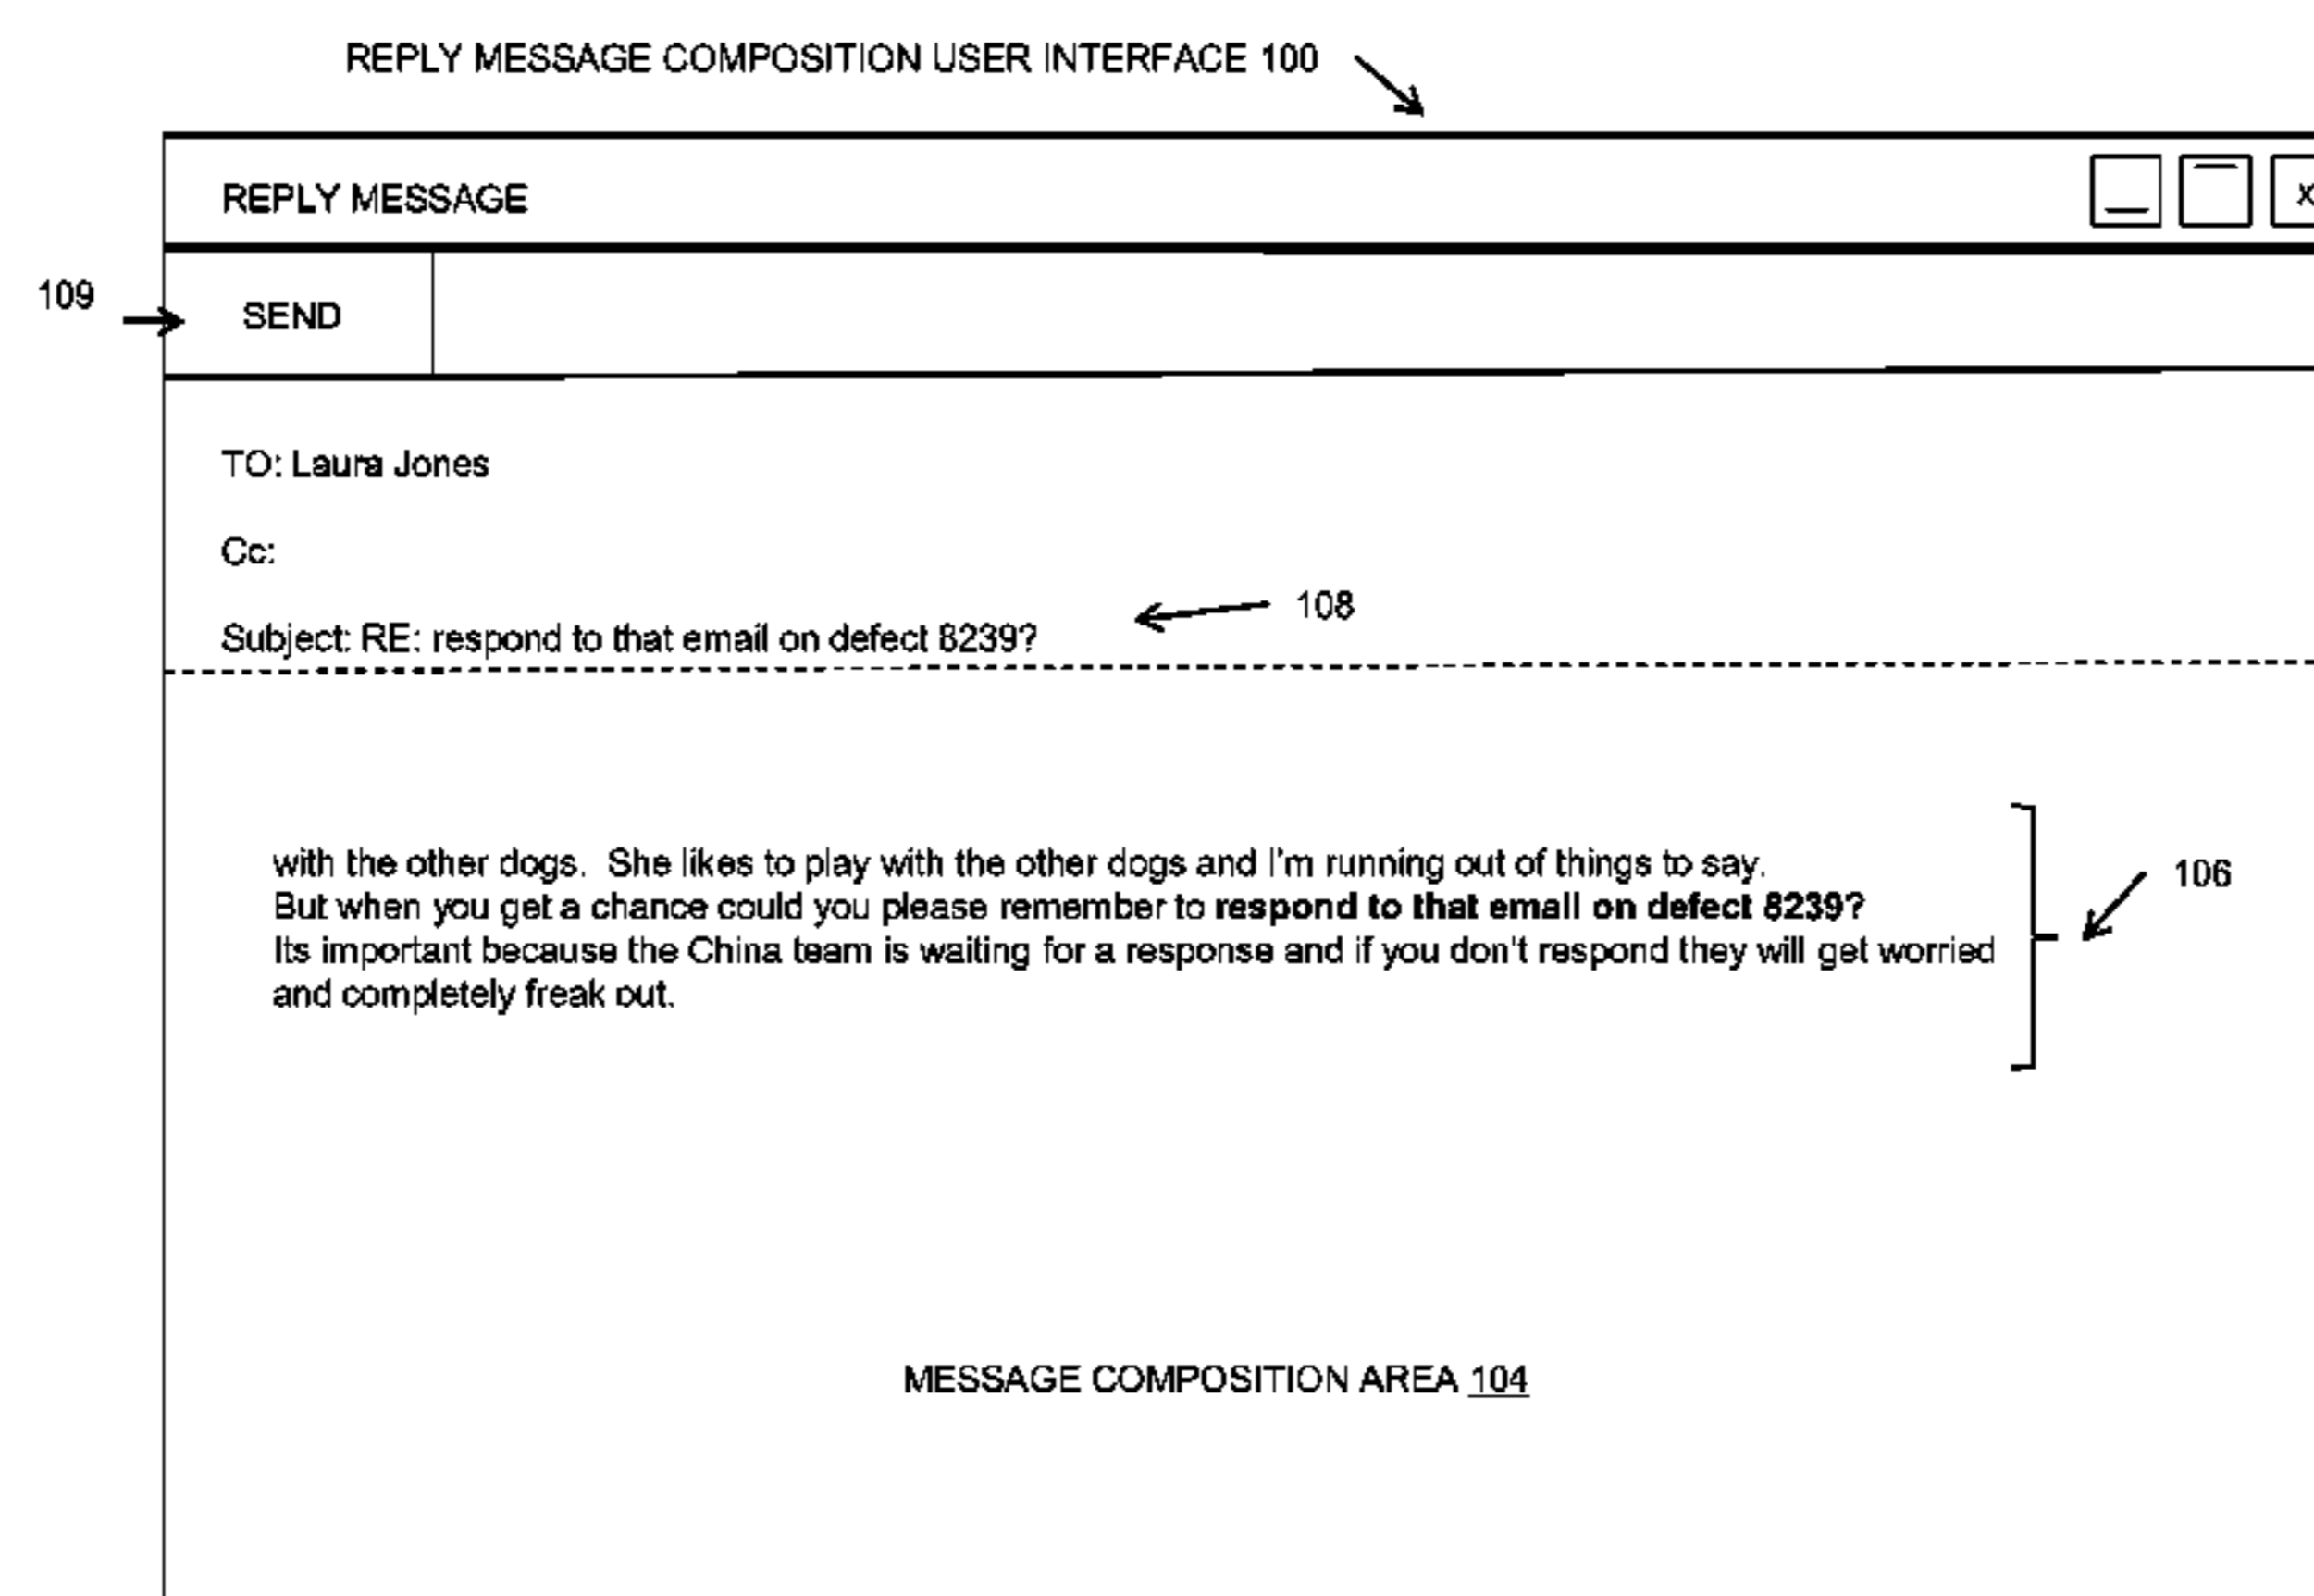 REPLY MESSAGE COMPOSITION USER INTERFACE 100
REPLY MESSAGE
x
109
SEND
TO: Laura Jones
Cc:
108
Subject: RE: respond to that email on defect 8239?
with the other dogs.  She likes to play with the other dogs and I'm running out of things to say.
106
But when you get a chance could you please remember to respond to that email on defect 8239?
Its important because the China team is waiting for a response and if you don't respond they will get worried
and completely freak out.
MESSAGE COMPOSITION AREA 104